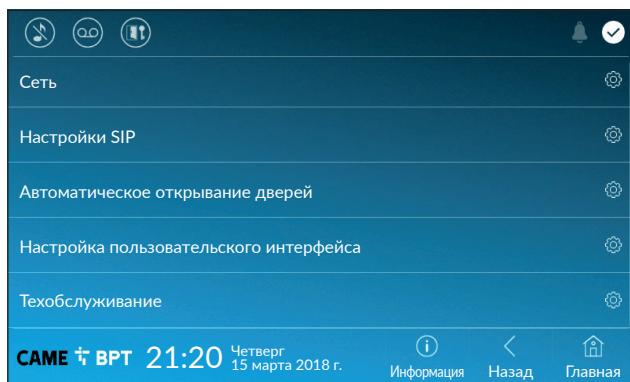 Сеть
Настройки SIP
Автоматическое открывание дверей
Настройка пользовательского интерфейса
Техобслуживание
CAME BPT 21:20 Четверг
15 марта 2018 г.
Информация Назад Главная